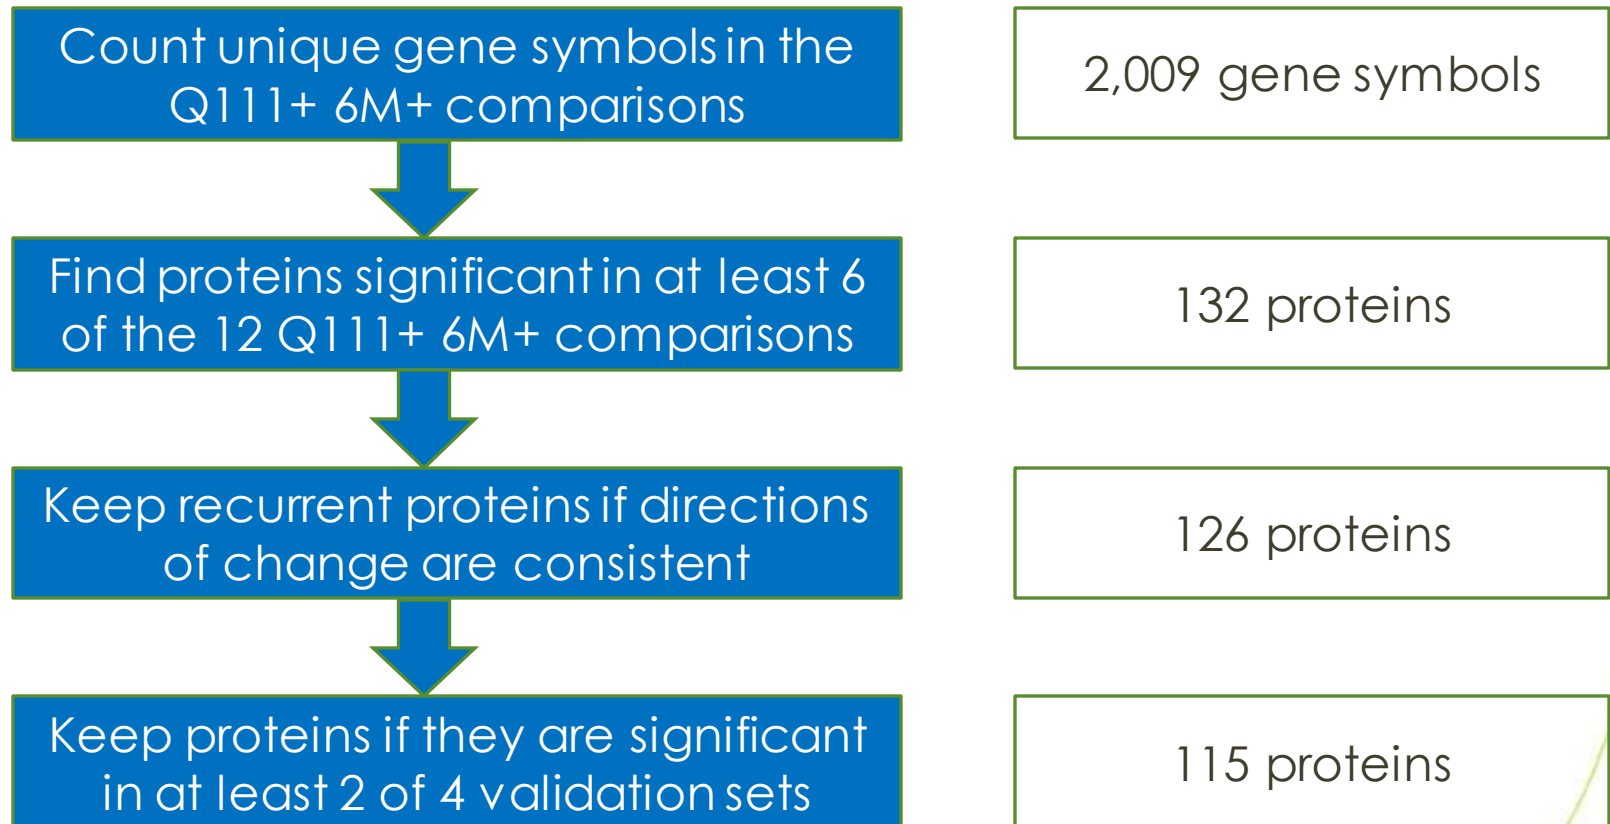 Count unique gene symbols in the
Q111+ 6M+ comparisons
2,009 gene symbols
Find proteins significant in at least 6
of the 12 Q111+ 6M+ comparisons
132 proteins
Keep recurrent proteins if directions
of change are consistent
126 proteins
Keep proteins if they are significant
in at least 2 of 4 validation sets
115 proteins